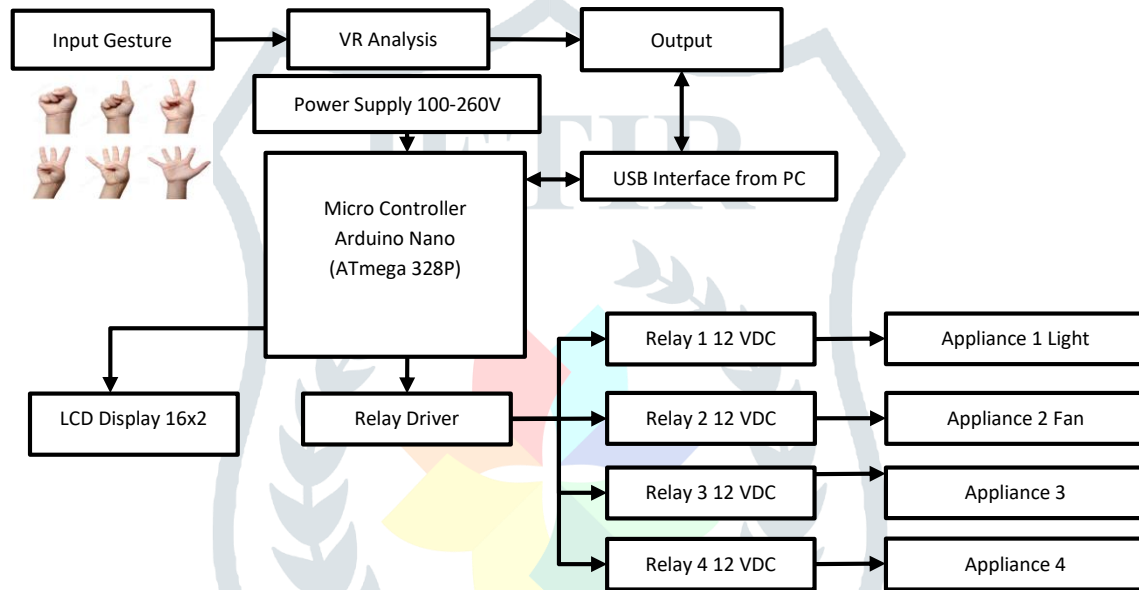 Input Gesture
VR Analysis
Output
Power Supply 100-260V
JETIR
USB Interface from PC
Micro Controller
Arduino Nano
(ATmega 328P)
Relay 1 12 VDC
Appliance 1 Light
LCD Display 16x2
Relay Driver
Relay 2 12 VDC
Appliance 2 Fan
Relay 3 12 VDC
Appliance 3
Relay 4 12 VDC
Appliance 4